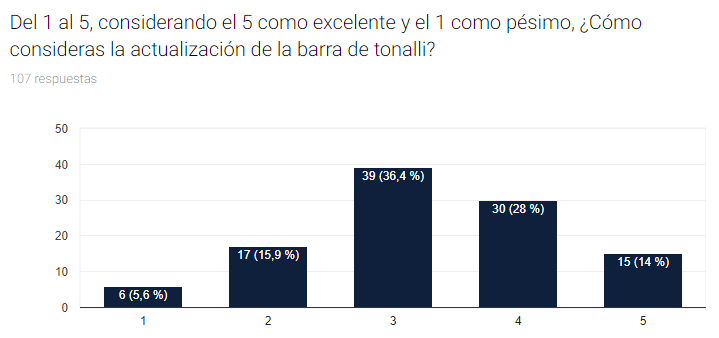 Del 1 al 5, considerando el 5 como excelente y el 1 como pésimo, ¿Cómo
consideras la actualización de la barra de tonalli?
107 respuestas
50
40
30
20
10
0
6 (5,6 %)
17 (15,9 %)
39 (36,4 %)
30 (28 %)
15 (14 %)
1
2
3
4
5